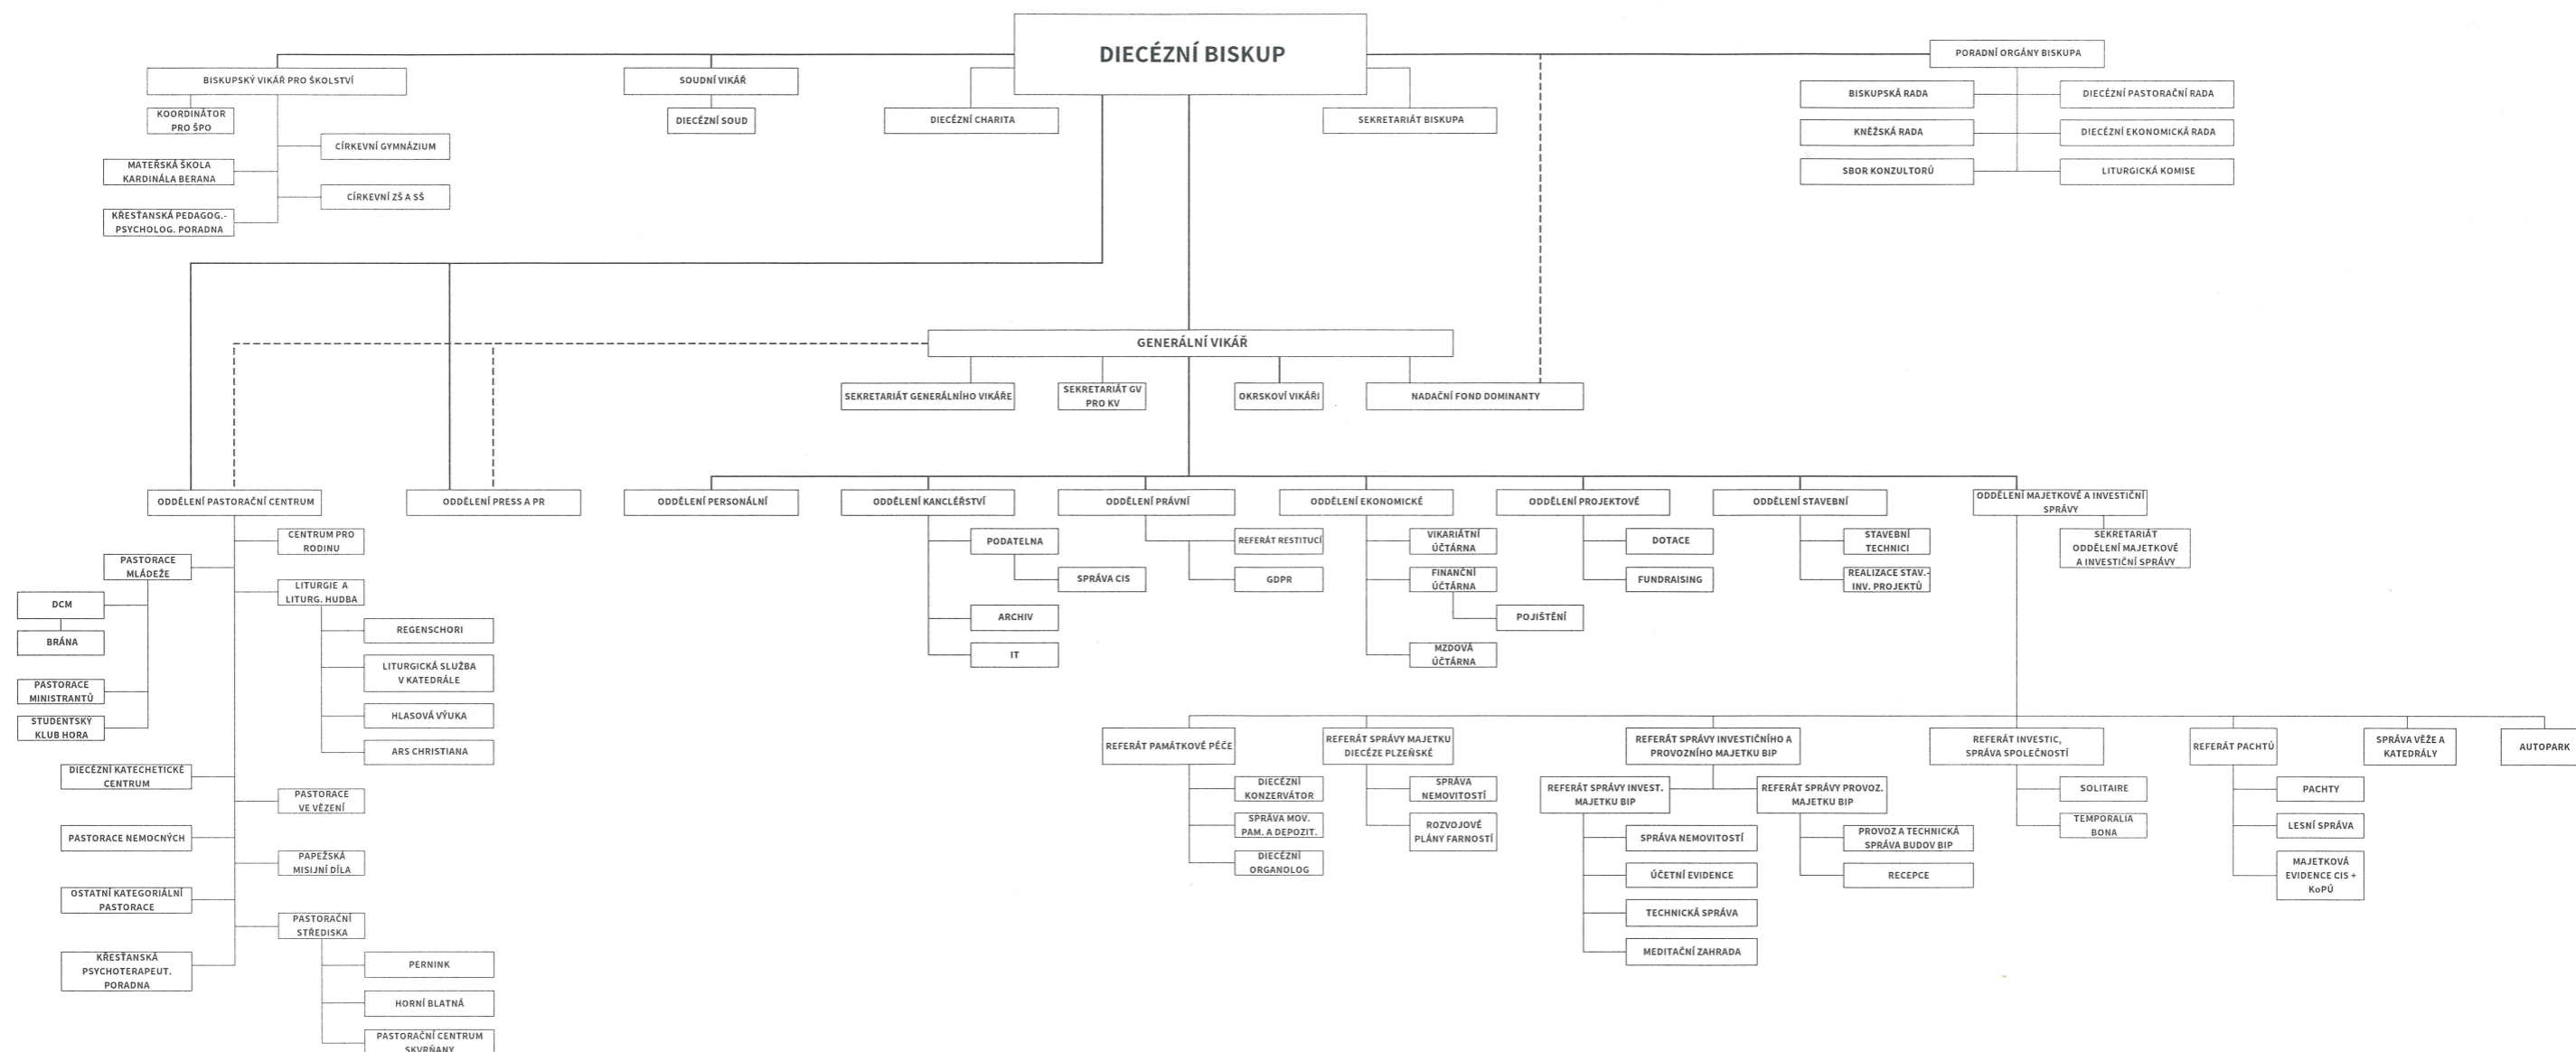 DIECÉZNÍ BISKUP
PORADNÍ ORGÁNY BISKUPA
BISKUPSKÝ VIKÁŘ PRO ŠKOLSTVÍ
SOUDNÍ VIKÁŘ
KOORDINÁTOR
PRO ŠPO
DIECÉZNÍ SOUD
DIECÉZNÍ CHARITA
SEKRETARIÁT BISKUPA
BISKUPSKÁ RADA
DIECÉZNÍ PASTORAČNÍ RADA
KNĚŽSKÁ RADA
DIECÉZNÍ EKONOMICKÁ RADA
SBOR KONZULTORŮ
LITURGICKÁ KOMISE
CÍRKEVNÍ GYMNÁZIUM
MATEŘSKÁ ŠKOLA
KARDINÁLA BERANA
CÍRKEVNÍ ZŠ A SŠ
KŘESŤANSKÁ PEDAGOG.-
PSYCHOLOG. PORADNA
GENERÁLNÍ VIKÁŘ
SEKRETARIÁT GENERÁLNÍHO VIKÁŘE
SEKRETARIÁT GV
PRO KV
OKRSKOVÍ VIKÁŘI
NADAČNÍ FOND DOMINANTY
ODDĚLENÍ PASTORAČNÍ CENTRUM
ODDĚLENÍ PRESS A PR
ODDĚLENÍ PERSONÁLNÍ
ODDĚLENÍ KANCLÉŘSTVÍ
ODDĚLENÍ PRÁVNÍ
ODDĚLENÍ EKONOMICKÉ
ODDĚLENÍ PROJEKTOVÉ
ODDĚLENÍ STAVEBNÍ
ODDĚLENÍ MAJETKOVÉ A INVESTIČNÍ
SPRÁVY
CENTRUM PRO
RODINU
PASTORACE
MLÁDEŽE
LITURGIE A
LITURG. HUDBA
DCM
BRÁNA
REGENSCHORI
LITURGICKÁ SLUŽBA
V KATEDRÁLE
PASTORACE
MINISTRANTŮ
STUDENTSKÝ
KLUB HORA
HLASOVÁ VÝUKA
ARS CHRISTIANA
DIECÉZNÍ KATECHETICKÉ
CENTRUM
PASTORACE
VE VĚZENÍ
PASTORACE NEMOCNÝCH
PAPEŽSKÁ
MISIJNÍ DÍLA
OSTATNÍ KATEGORIÁLNÍ
PASTORACE
PASTORAČNÍ
STŘEDISKA
KŘESŤANSKÁ
PSYCHOTERAPEUT.
PORADNA
PERNINK
HORNÍ BLATNÁ
PASTORAČNÍ CENTRUM
SKVRŇANY
PODATELNA
SPRÁVA CIS
ARCHIV
IT
REFERÁT RESTITUCÍ
GDPR
VIKARIÁTNÍ
ÚČTÁRNA
FINANČNÍ
ÚČTÁRNA
POJIŠTĚNÍ
MZDOVÁ
ÚČTÁRNA
DOTACE
FUNDRAISING
STAVEBNÍ
TECHNICI
REALIZACE STAV.-
INV. PROJEKTŮ
SEKRETARIÁT
ODDĚLENÍ MAJETKOVÉ
A INVESTIČNÍ SPRÁVY
REFERÁT PAMÁTKOVÉ PÉČE
REFERÁT SPRÁVY MAJETKU
DIECÉZE PLZEŇSKÉ
REFERÁT SPRÁVY INVESTIČNÍHO A
PROVOZNÍHO MAJETKU BIP
REFERÁT INVESTIC,
SPRÁVA SPOLEČNOSTÍ
REFERÁT PACHTŮ
SPRÁVA VĚŽE A
KATEDRÁLY
AUTOPARK
DIECÉZNÍ
KONZERVÁTOR
SPRÁVA MOV.
PAM. A DEPOZIT.
DIECÉZNÍ
ORGANOLOG
SPRÁVA
NEMOVITOSTÍ
ROZVOJOVÉ
PLÁNY FARNOSTÍ
REFERÁT SPRÁVY INVEST.
MAJETKU BIP
REFERÁT SPRÁVY PROVOZ.
MAJETKU BIP
SPRÁVA NEMOVITOSTÍ
ÚČETNÍ EVIDENCE
TECHNICKÁ SPRÁVA
MEDITAČNÍ ZAHRADA
PROVOZ A TECHNICKÁ
SPRÁVA BUDOV BIP
RECEPCE
SOLITAIRE
TEMPORALIA
BONA
PACHTY
LESNÍ SPRÁVA
MAJETKOVÁ
EVIDENCE CIS +
KoPÚ